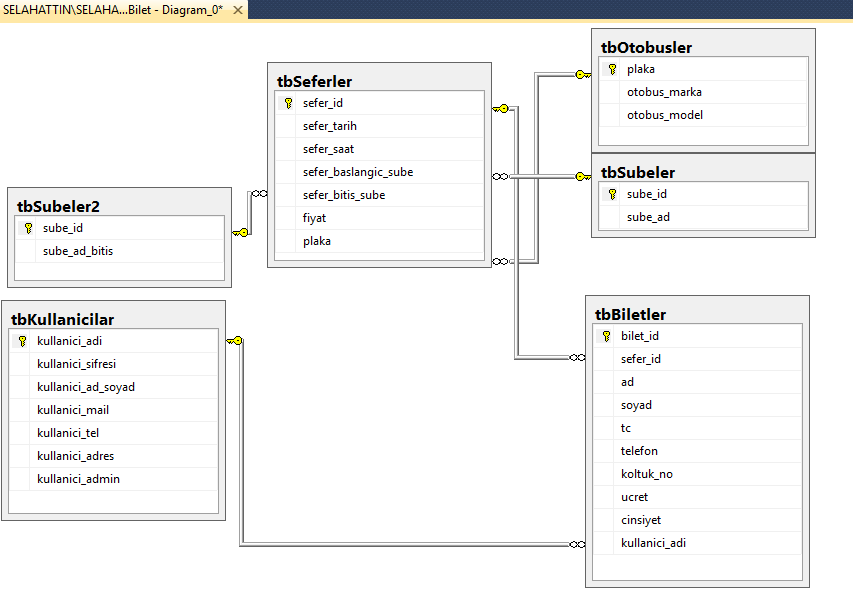 SELAHATTIN\SELAHA...Bilet - Diagram_0*
tbOtobusler
plaka
otobus_marka
otobus_model
tbSeferler
sefer_id
sefer_tarih
sefer_saat
sefer_baslangic_sube
sefer_bitis_sube
fiyat
plaka
tbSubeler
sube_id
sube_ad
tbSubeler2
sube_id
sube_ad_bitis
tbKullanicilar
kullanici_adi
kullanici_sifresi
kullanici_ad_soyad
kullanici_mail
kullanici_tel
kullanici_adres
kullanici_admin
tbBiletler
bilet_id
sefer_id
ad
soyad
tc
telefon
koltuk_no
ucret
cinsiyet
kullanici_adi